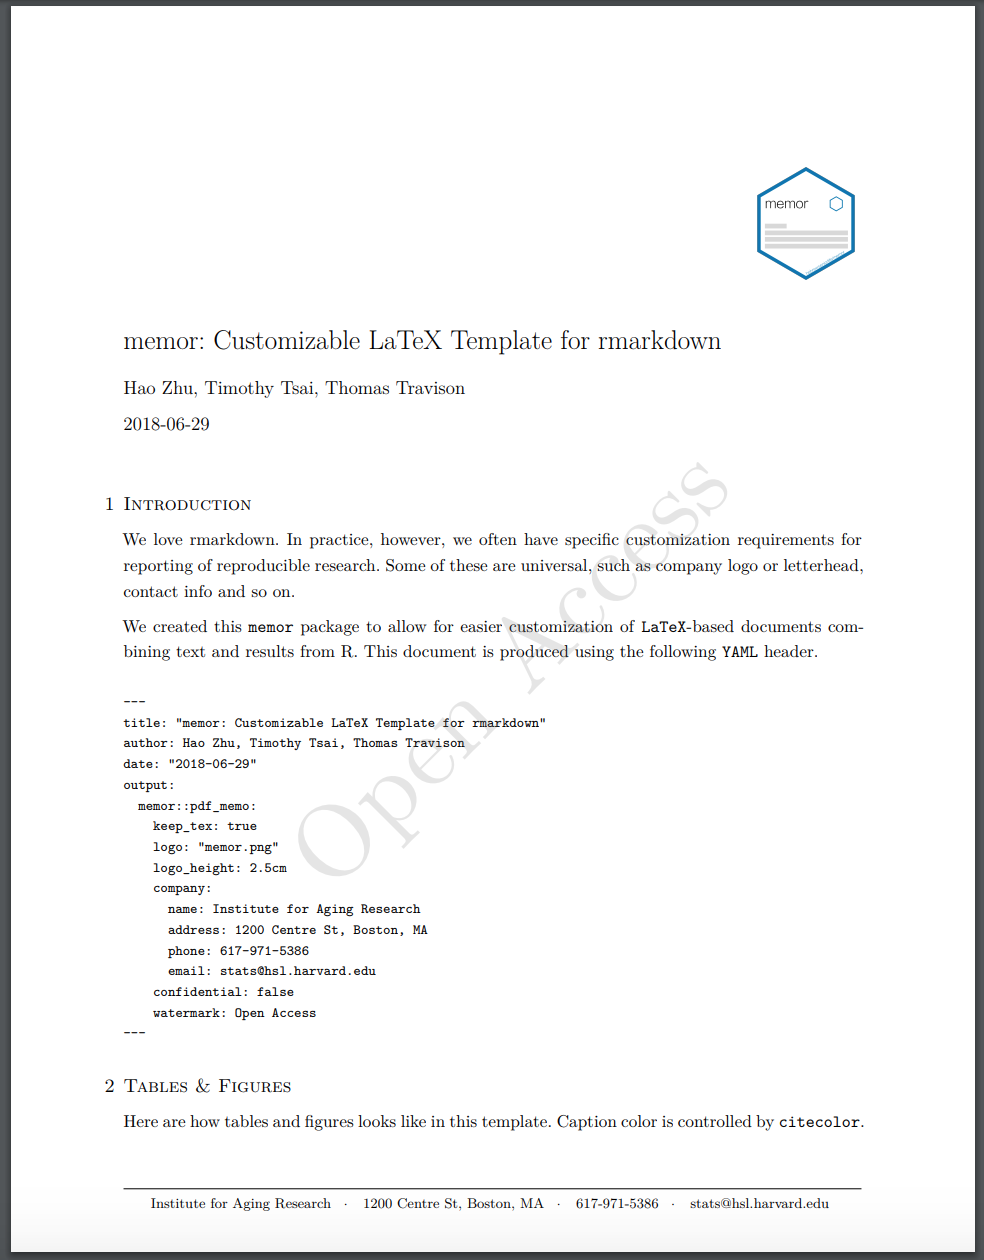 memor
memor: Customizable LaTeX Template for rmarkdown
Hao Zhu, Timothy Tsai, Thomas Travison
2018-06-29
1 Introduction
We love rmarkdown. In practice, however, we often have specific customization requirements for
reporting of reproducible research. Some of these are universal, such as company logo or letterhead,
contact info and so on.
We created this memor package to allow for easier customization of LaTeX-based documents com-
bining text and results from R. This document is produced using the following YAML header.
---
title: "memor: Customizable LaTeX Template for rmarkdown"
author: Hao Zhu, Timothy Tsai, Thomas Travison
date: "2018-06-29"
output:
  memor::pdf_memo:
    keep_tex: true
    logo: "memor.png"
    logo_height: 2.5cm
    company:
      name: Institute for Aging Research
      address: 1200 Centre St, Boston, MA
      phone: 617-971-5386
      email: stats@hsl.harvard.edu
    confidential: false
    watermark: Open Access
---
Open Access
2 Tables & Figures
Here are how tables and figures looks like in this template. Caption color is controlled by citecolor.
Institute for Aging Research · 1200 Centre St, Boston, MA · 617-971-5386 · stats@hsl.harvard.edu